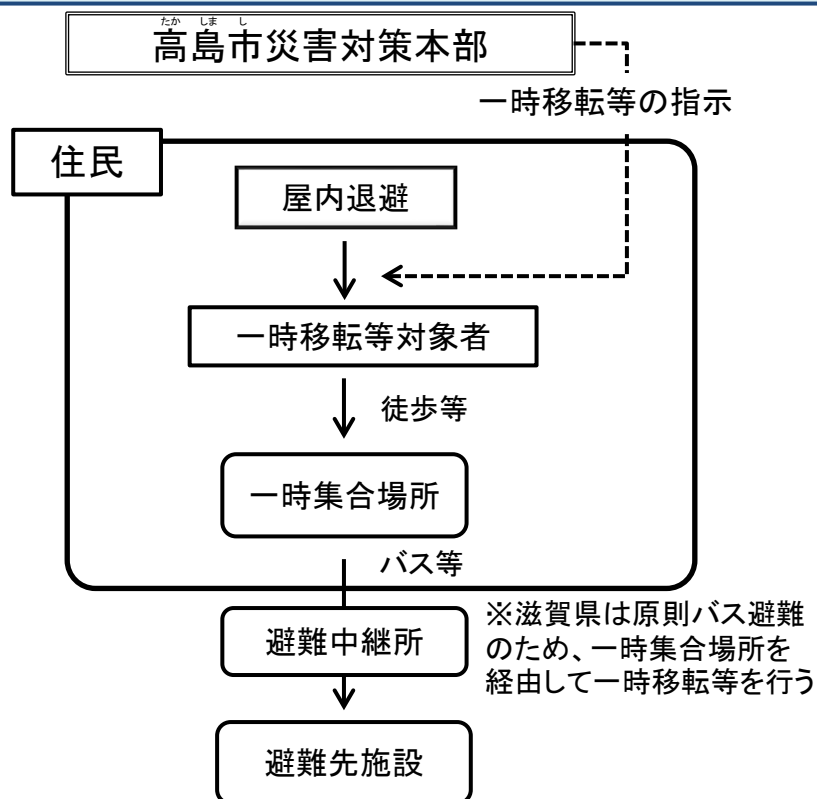 たか しま し
高島市災害対策本部
一時移転等の指示
住民
屋内退避
一時移転等対象者
徒歩等
一時集合場所
バス等
避難中継所
※滋賀県は原則バス避難
のため、一時集合場所を
経由して一時移転等を行う
避難先施設